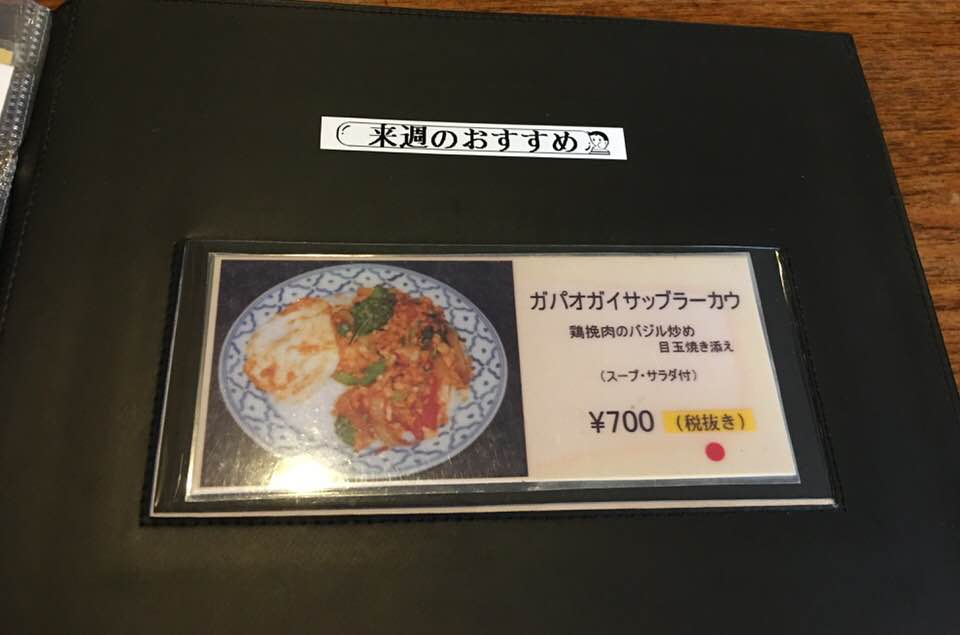 来週のおすすめ
ガパオガイサッブラーカウ
鶏挽肉のバジル炒め
目玉焼き添え
(スープ・サラダ付)
¥700 (税抜き)